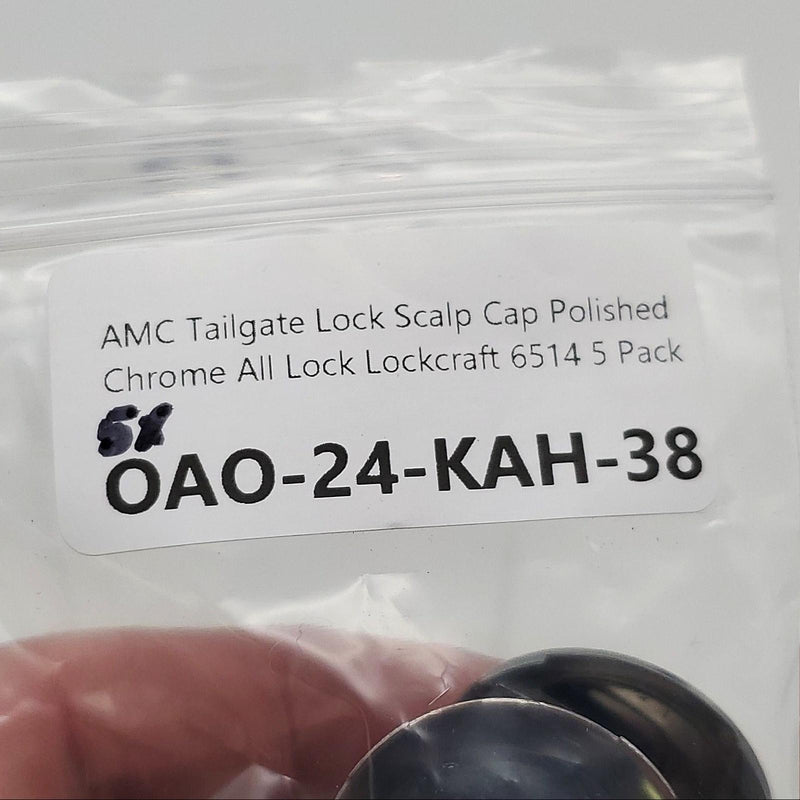 AMC Tailgate Lock Scalp Cap Polished
Chrome All Lock Lockcraft 6514 5 Pack
5x
OAO-24-KAH-38